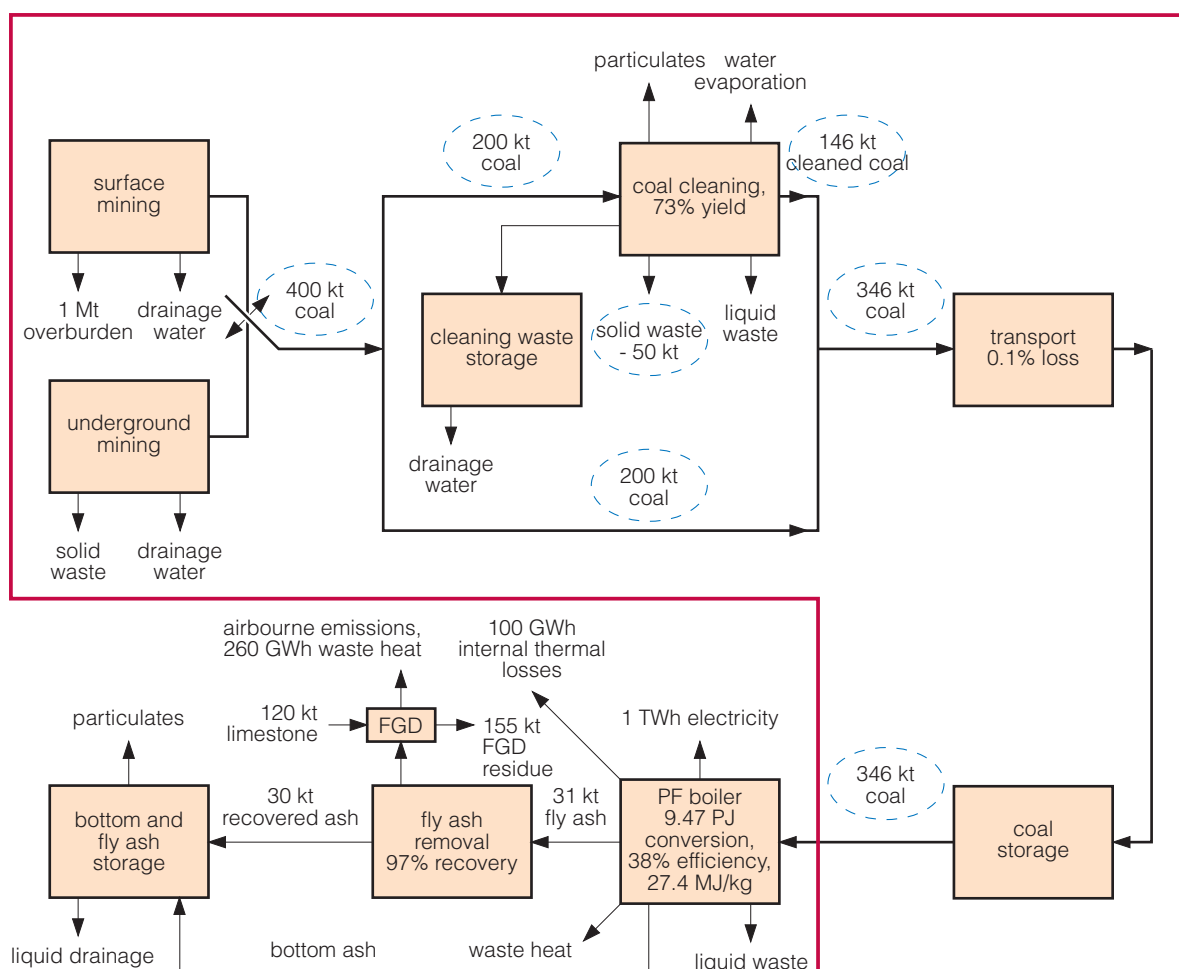 particulates
water
evaporation
200 kt
coal
146 kt
cleaned coal
surface
mining
coal cleaning,
73% yield
1 Mt
overburden
drainage
water
400 kt
coal
346 kt
coal
cleaning waste
storage
solid waste
- 50 kt
liquid
waste
transport
0.1% loss
underground
mining
drainage
water
200 kt
coal
solid
waste
drainage
water
airbourne emissions,
260 GWh waste heat
100 GWh
internal thermal
losses
particulates
120 kt
limestone
FGD
155 kt
FGD
residue
1 TWh electricity
346 kt
coal
bottom and
fly ash
storage
30 kt
recovered ash
fly ash
removal
97% recovery
31 kt
fly ash
PF boiler
9.47 PJ
conversion,
38% efficiency,
27.4 MJ/kg
coal
storage
liquid drainage
bottom ash
waste heat
liquid waste